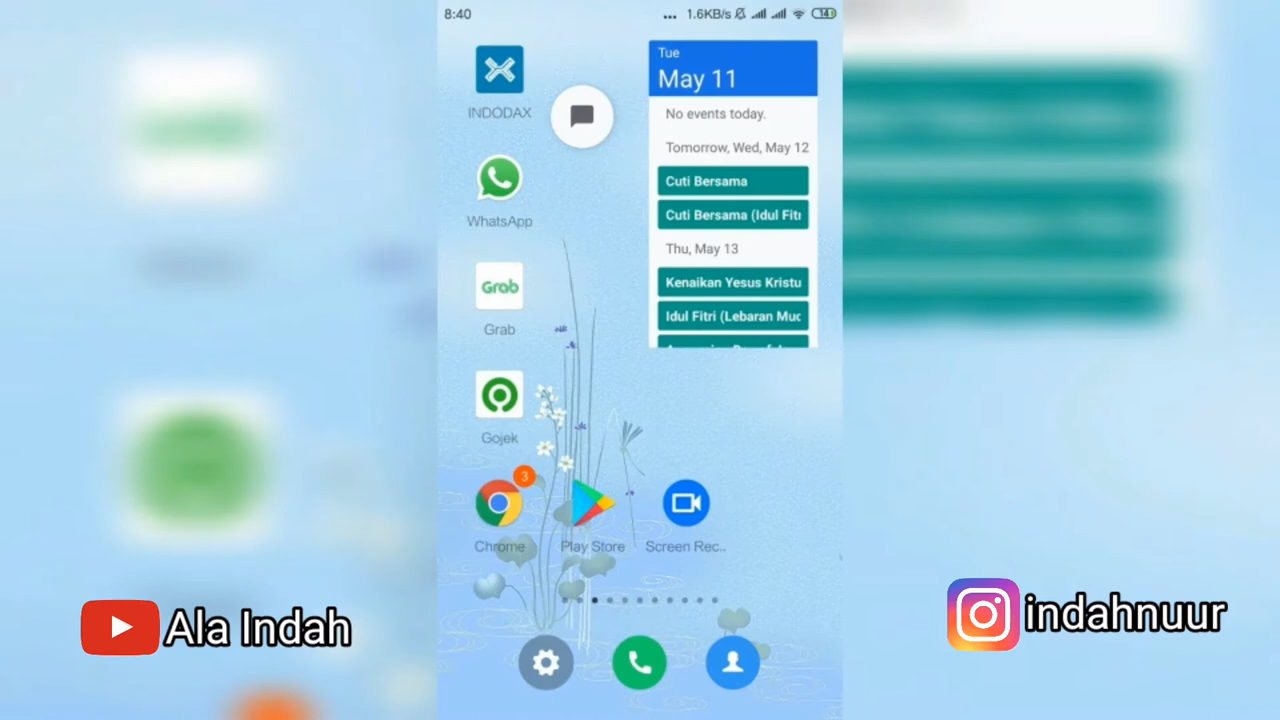 8:40
... 1.6KB/s 14
Tue
May 11
No events today.
Tomorrow, Wed, May 12
Cuti Bersama
Cuti Bersama (Idul Fitr
Thu, May 13
Kenaikan Yesus Kristu
Idul Fitri (Lebaran Muc
INDODAX
WhatsApp
Grab
Grab
Gojek
3
Chrome
Play Store
Screen Rec..
Ala Indah
indahnuur